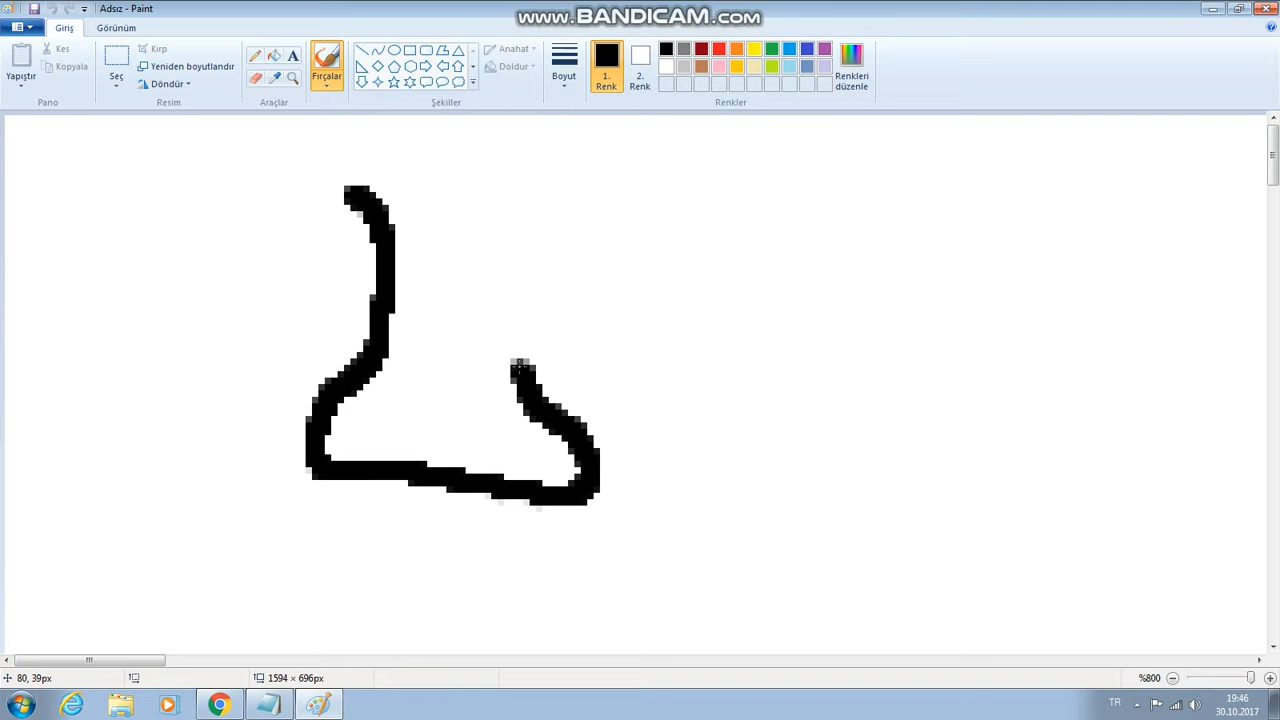 Adsız - Paint
www.BANDICAM.com
Giriş
Görünüm
Yapıştır
Kes
Kopyala
Pano
Seç
Kırp
Yeniden boyutlandır
Döndür
Resim
A
Araçlar
Fırçalar
Anahat
Doldur
Şekiller
Boyut
1.
Renk
2.
Renk
Renkler
Renkleri
düzenle
80, 39px
1594 × 696px
%800
TR
19:46
30.10.2017